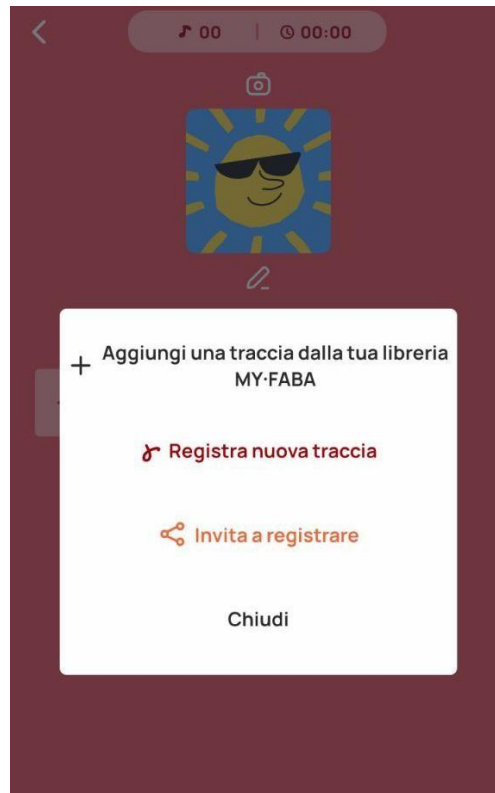 00 | 00:00
Aggiungi una traccia dalla tua libreria
MY·FABA
Registra nuova traccia
Invita a registrare
Chiudi